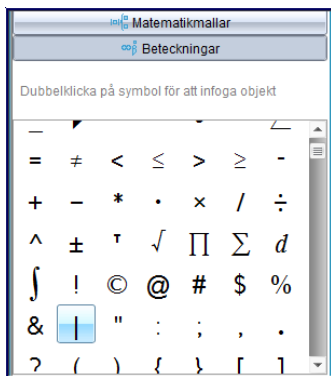 Matematikmallar
∞β Beteckningar
Dubbelklicka på symbol för att infoga objekt
= ≠ < ≤ > ≥ -
+ − * · × / ÷
^ ± ᵀ √ ∏ ∑ d
∫ ! © @ # $ %
& | " : ; , .
? ( ) { } [ ]